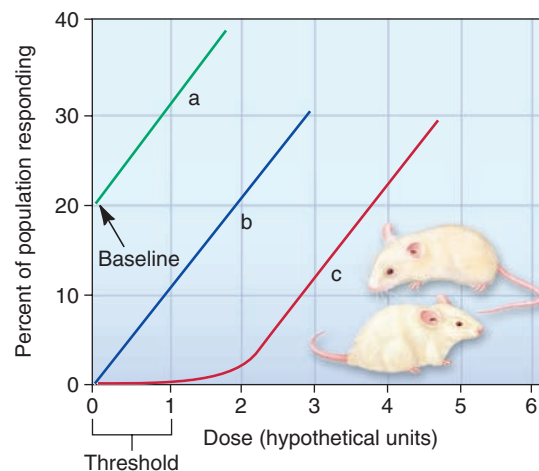 40
30
20
10
0
Percent of population responding
a
b
c
Baseline
0 1 2 3 4 5 6
Dose (hypothetical units)
Threshold